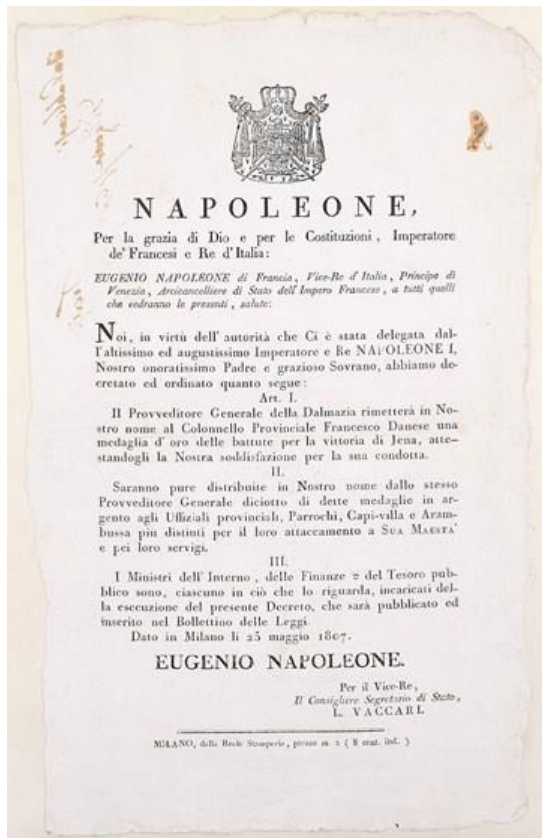 NAPOLEONE,
Per la grazia di Dio e per le Costituzioni, Imperatore
de' Francesi e Re d'Italia:
EUGENIO NAPOLEONE di Francia, Vice-Re d'Italia, Principe di
Venezia, Arcicancelliere di Stato dell'Impero Francese, a tutti quelli
che vedranno le presenti, salute:
Noi, in virtù dell'autorità che Ci è stata delegata dal-
l'altissimo ed augustissimo Imperatore e Re NAPOLEONE I,
Nostro onoratissimo Padre e grazioso Sovrano, abbiamo de-
cretato ed ordinato quanto segue:
Art. I.
Il Provveditore Generale della Dalmazia rimetterà in No-
stro nome al Colonnello Provinciale Francesco Danese una
medaglia d'oro delle battute per la vittoria di Jena, atte-
standogli la Nostra soddisfazione per la sua condotta.
II.
Saranno pure distribuite in Nostro nome dallo stesso
Provveditore Generale diciotto di dette medaglie in ar-
gento agli Uffiziali provinciali, Parrochi, Capi-villa e Aram-
bussa più distinti per il loro attaccamento a SUA MAESTA'
e pei loro servigi.
III.
I Ministri dell'Interno, delle Finanze e del Tesoro pub-
blico sono, ciascuno in ciò che lo riguarda, incaricati del-
la esecuzione del presente Decreto, che sarà pubblicato ed
inserito nel Bollettino delle Leggi.
Dato in Milano li 25 maggio 1807.
EUGENIO NAPOLEONE.
Per il Vice-Re,
Il Consigliere Segretario di Stato,
L. VACCARI.
MILANO, dalla Reale Stamperia, prezzo m. 2 ( 8 cent. ital. )